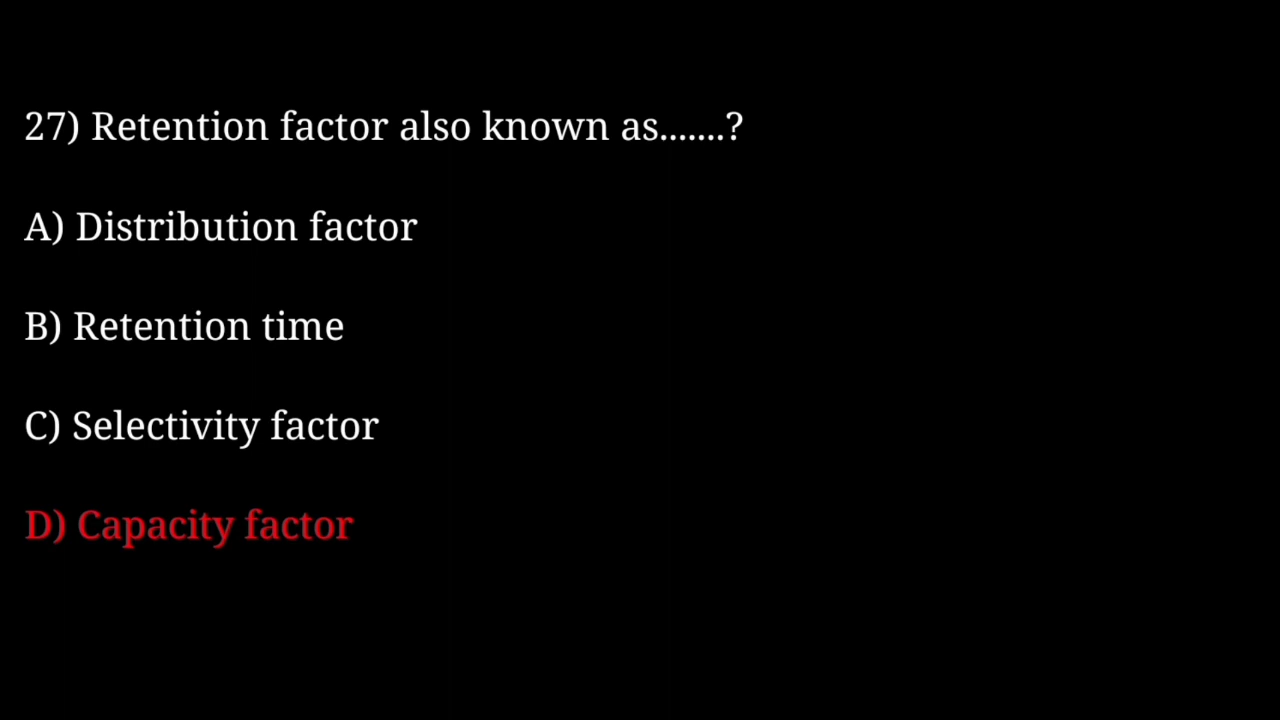 27) Retention factor also known as.......?
A) Distribution factor
B) Retention time
C) Selectivity factor
D) Capacity factor